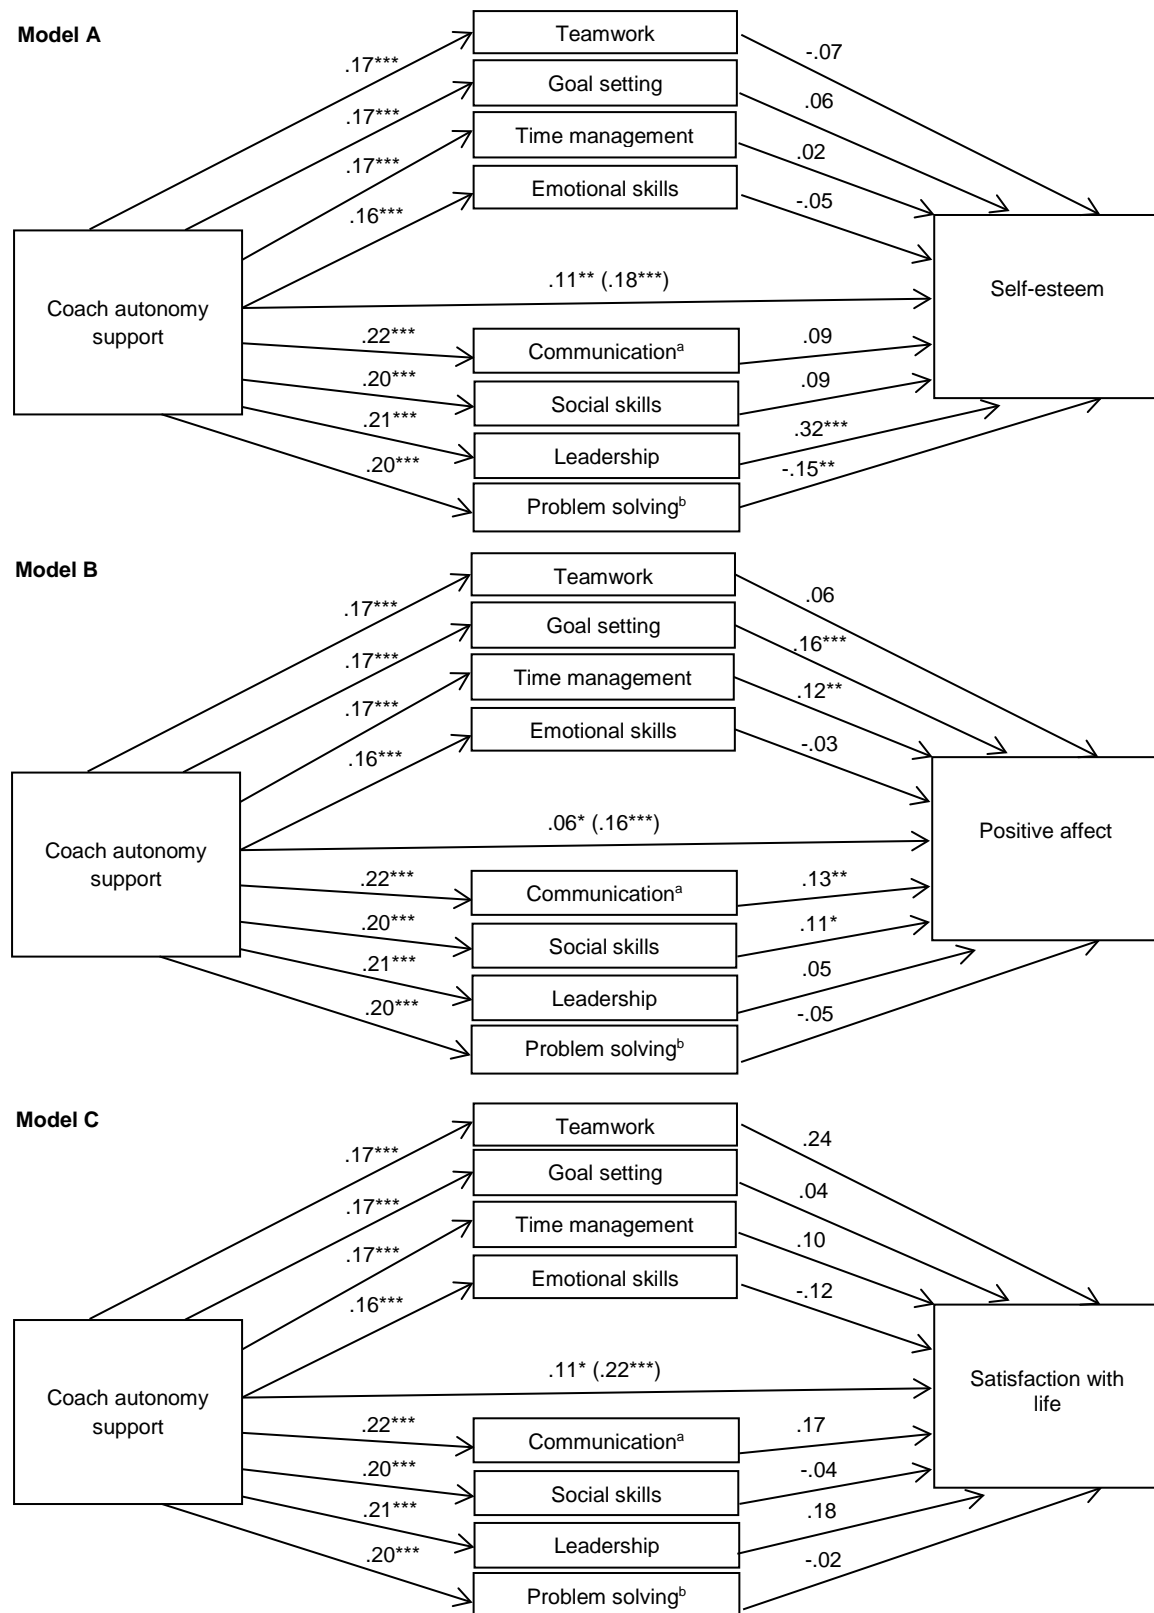 Model A
Teamwork
Goal setting
Time management
Emotional skills
.17***
.17***
.17***
.16***
-.07
.06
.02
-.05
Coach autonomy
support
.11** (.18***)
Self-esteem
.22***
.20***
.21***
.20***
Communicationᵃ
Social skills
Leadership
Problem solvingᵇ
.09
.09
.32***
-.15**
Model B
Teamwork
Goal setting
Time management
Emotional skills
.17***
.17***
.17***
.16***
.06
.16***
.12**
-.03
Coach autonomy
support
.06* (.16***)
Positive affect
.22***
.20***
.21***
.20***
Communicationᵃ
Social skills
Leadership
Problem solvingᵇ
.13**
.11*
.05
-.05
Model C
Teamwork
Goal setting
Time management
Emotional skills
.17***
.17***
.17***
.16***
.24
.04
.10
-.12
Coach autonomy
support
.11* (.22***)
Satisfaction with
life
.22***
.20***
.21***
.20***
Communicationᵃ
Social skills
Leadership
Problem solvingᵇ
.17
-.04
.18
-.02